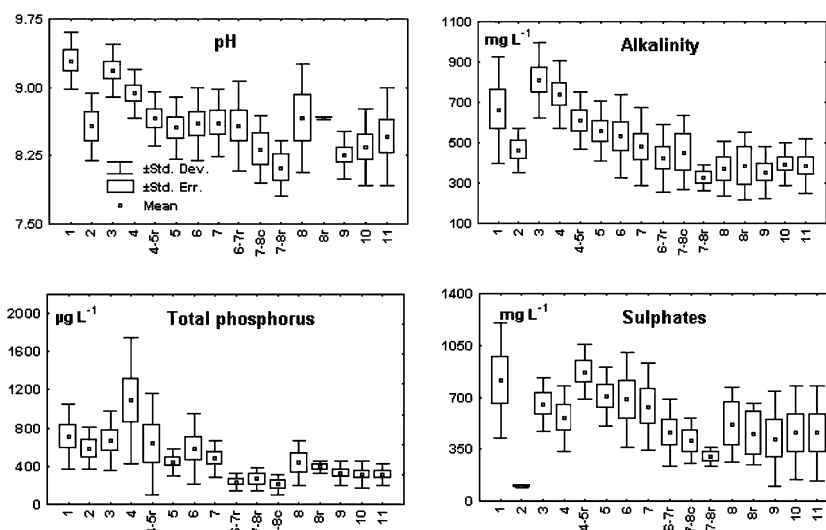 9.75
pH
9.00
8.25
7.50
±Std. Dev.
±Std. Err.
Mean
1 2 3 4 4-5r 5 6 7 6-7r 7-8c 7-8r 8 8r 9 10 11
1100
mg L-1
Alkalinity
900
700
500
300
100
1 2 3 4 4-5r 5 6 7 6-7r 7-8c 7-8r 8 8r 9 10 11
µg L-1
Total phosphorus
2000
1600
1200
800
400
0
1 2 3 4 4-5r 5 6 7 6-7r 7-8r 7-8c 8 8r 9 10 11
1400
mg L-1
Sulphates
1050
700
350
0
1 2 3 4 4-5r 5 6 7 6-7r 7-8c 7-8r 8 8r 9 10 11